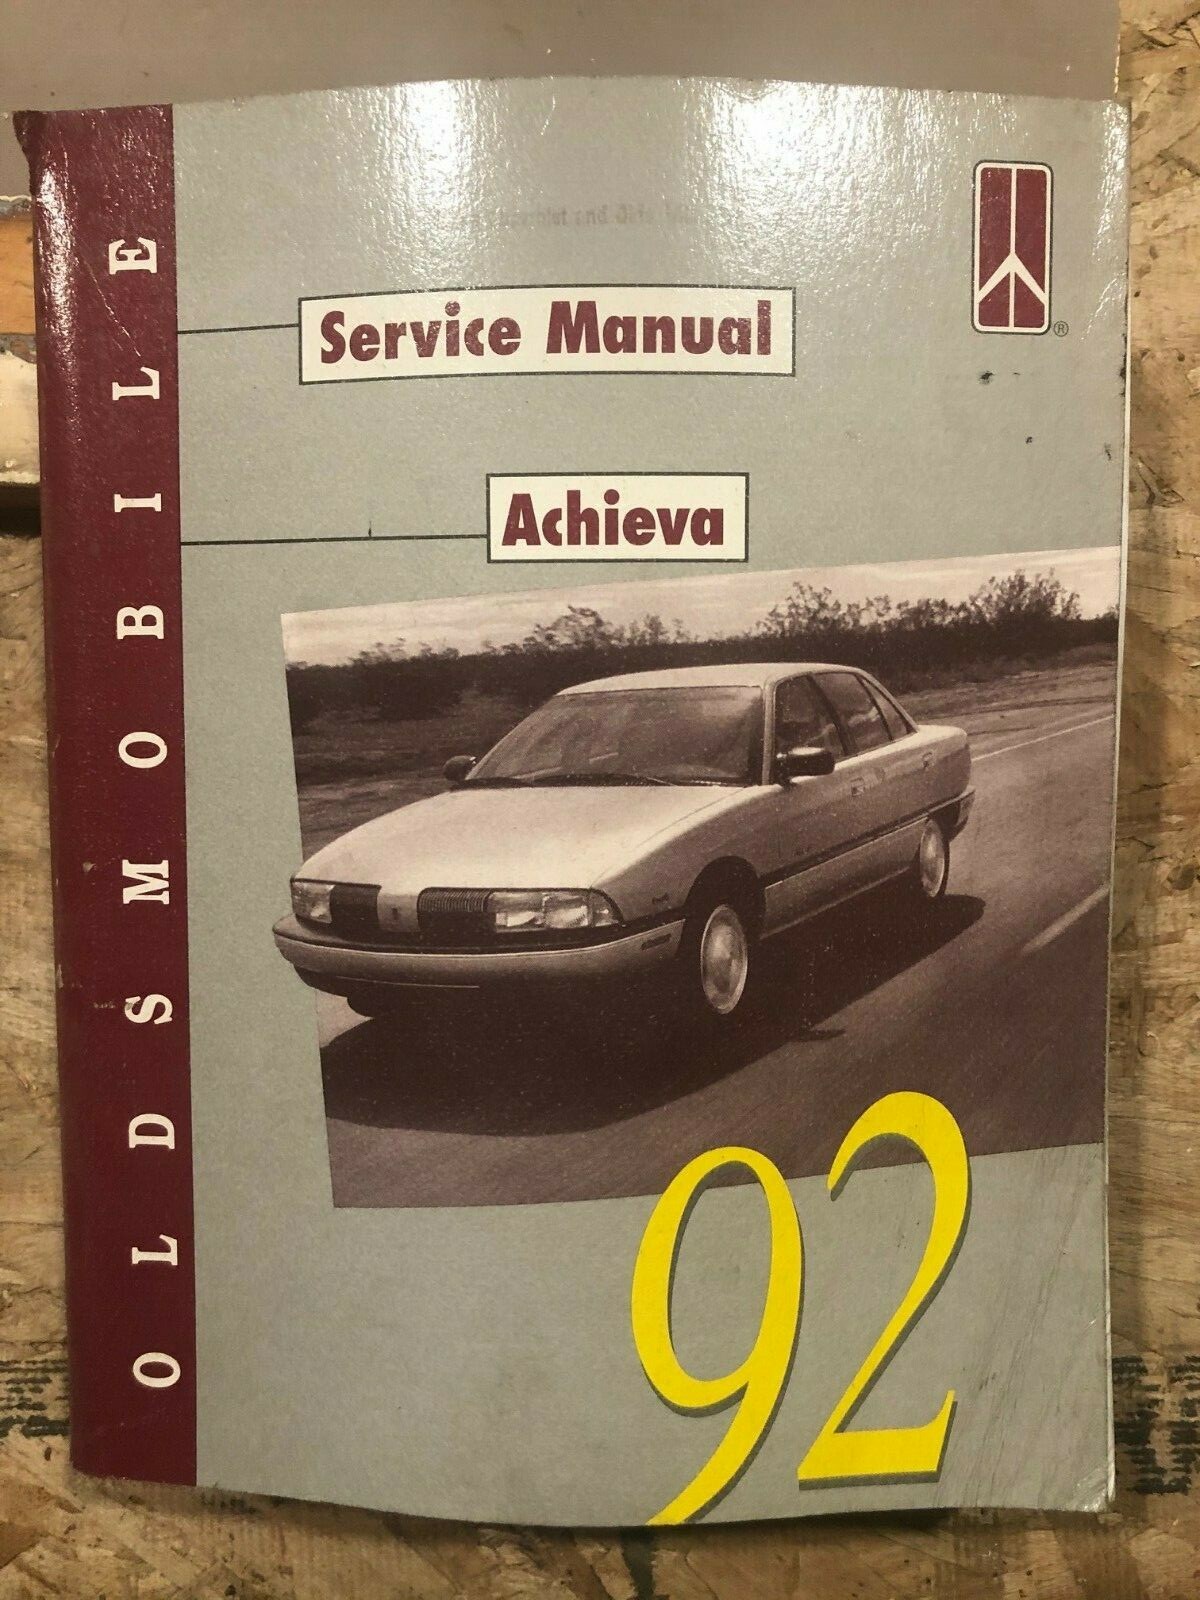 OLDSMOBILE
Service Manual
®
Achieva
92